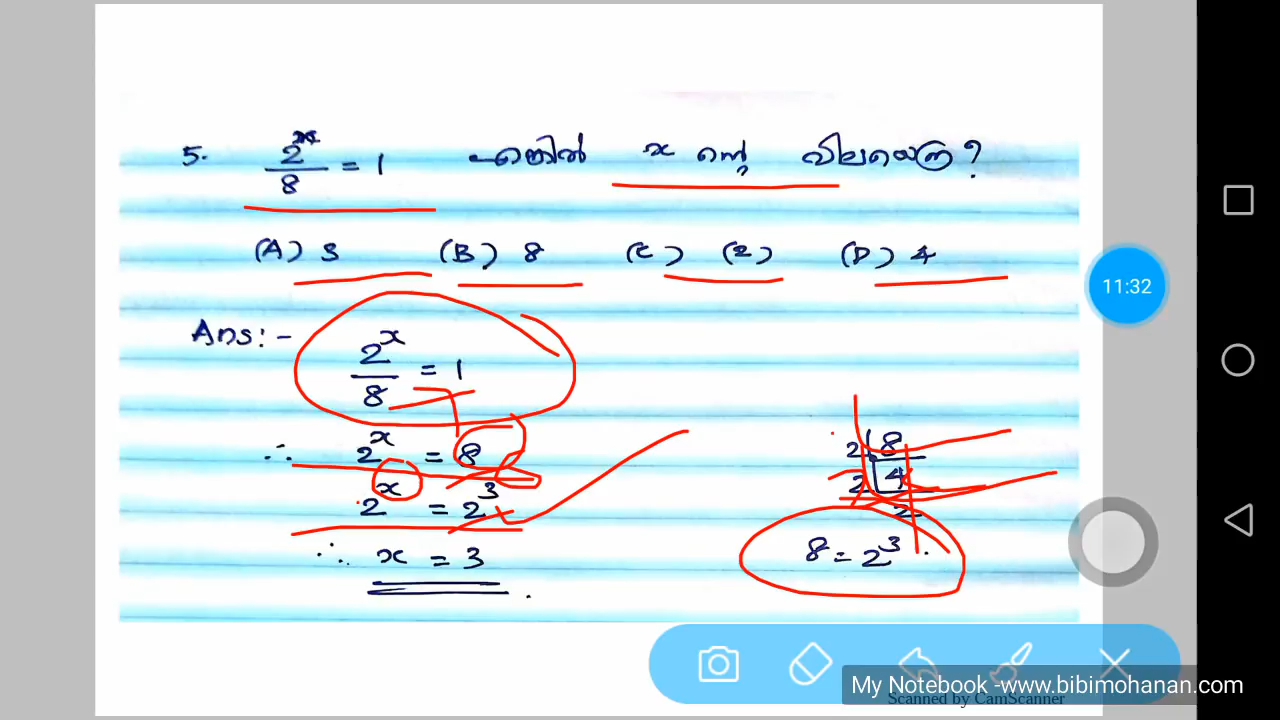 5. 2^x/8 = 1 എങ്കിൽ x ന്റെ വിലയെത്ര?
(A) 3 (B) 8 (C) (2) (D) 4
Ans:- 2^x/8 = 1
∴ 2^x = 8
2^x = 2^3
∴ x = 3
2 | 8
2 | 4
2
8 = 2^3
11:32
My Notebook -www.bibimohanan.com
Scanned by CamScanner